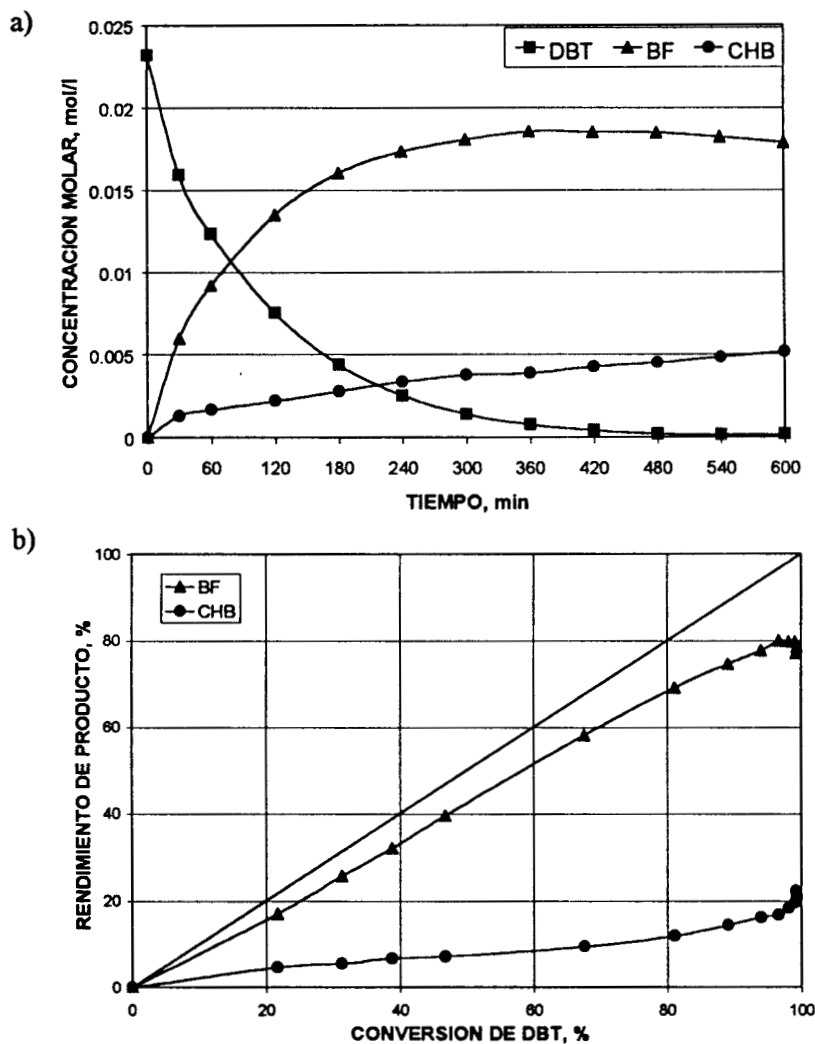 a)
CONCENTRACION MOLAR, mol/l
0.025
0.02
0.015
0.01
0.005
0
DBT BF CHB
0 60 120 180 240 300 360 420 480 540 600
TIEMPO, min
b)
RENDIMIENTO DE PRODUCTO, %
100
80
60
40
20
0
BF
CHB
0 20 40 60 80 100
CONVERSION DE DBT, %